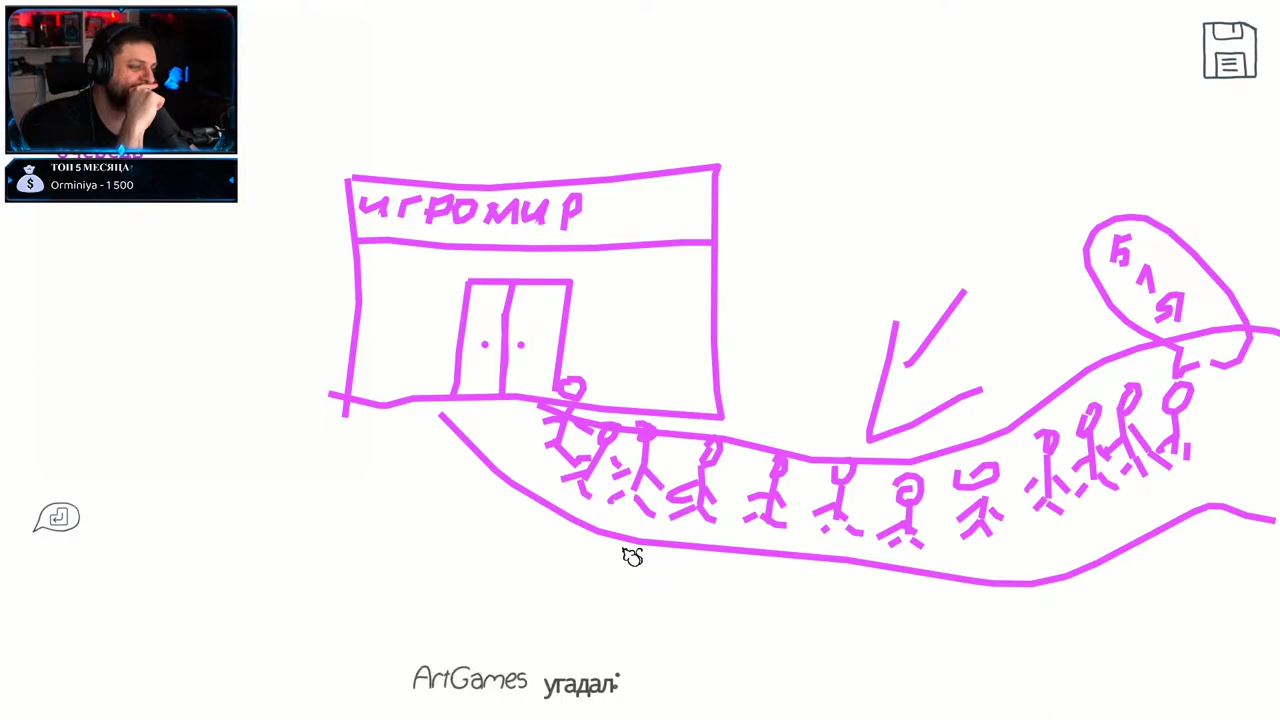 ТОП 5 МЕСЯЦА
Orminiya - 1 500
ИГРОМИР
БЛЯ
ArtGames угадал: